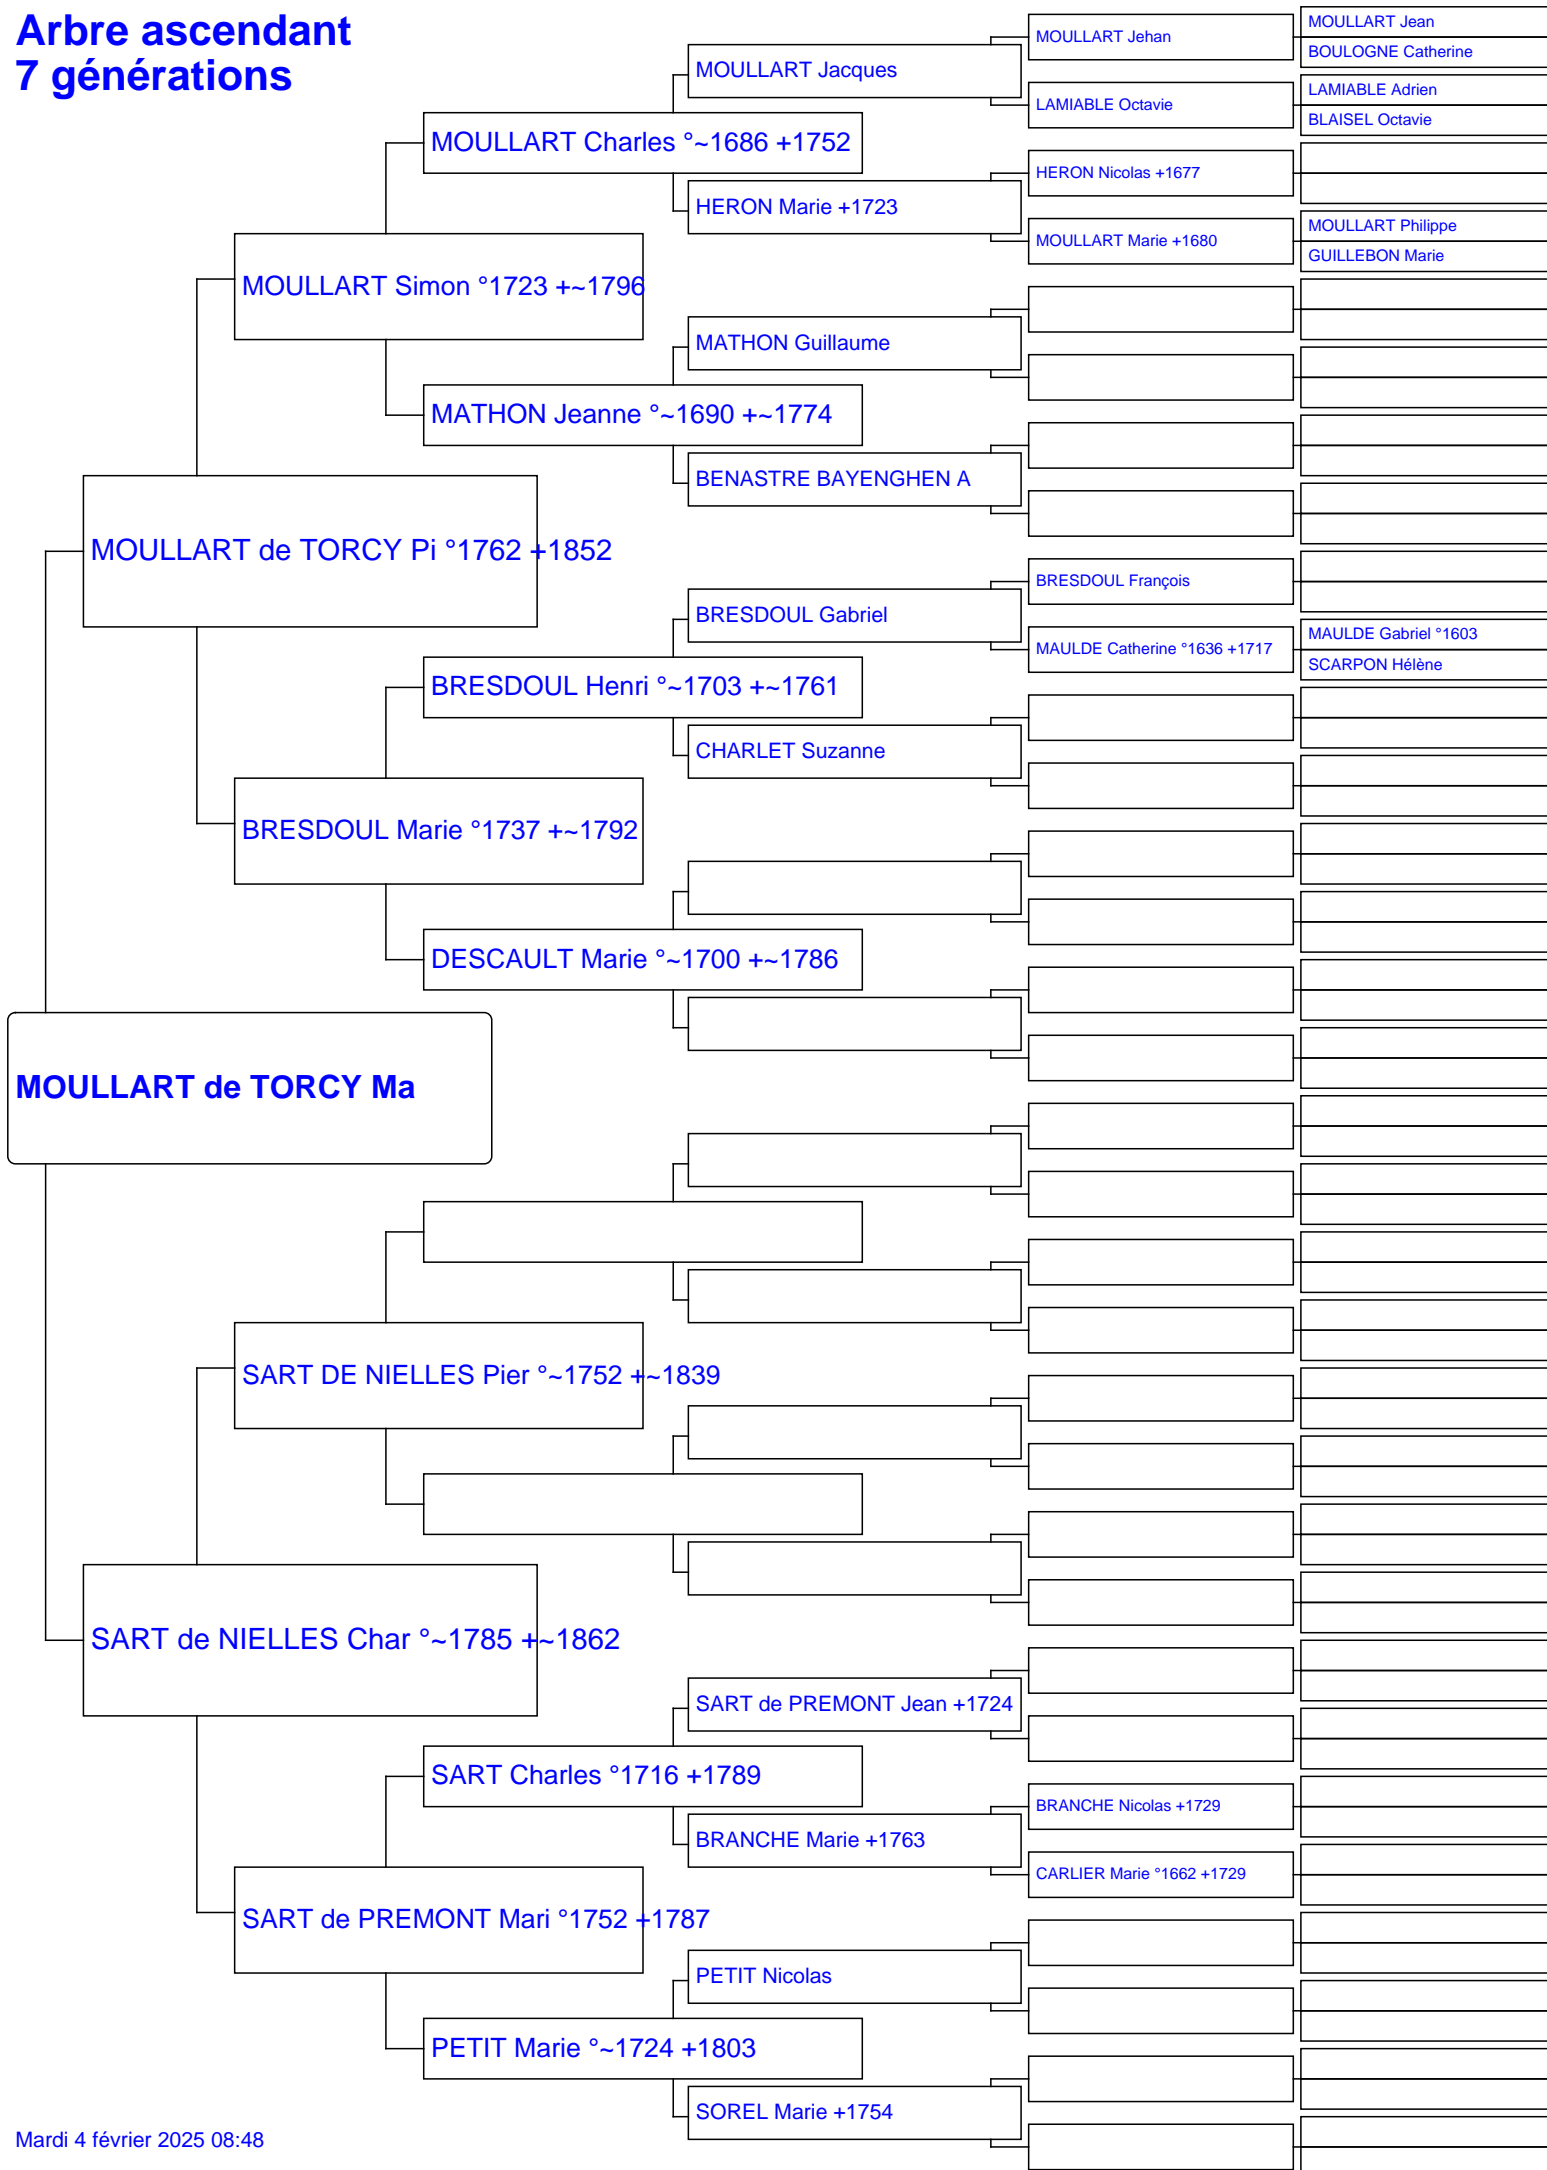 Arbre ascendant
7 générations
MOULLART Jean
MOULLART Jehan
BOULOGNE Catherine
MOULLART Jacques
LAMIABLE Adrien
LAMIABLE Octavie
BLAISEL Octavie
MOULLART Charles °~1686 +1752
HERON Nicolas +1677
HERON Marie +1723
MOULLART Philippe
MOULLART Marie +1680
GUILLEBON Marie
MOULLART Simon °1723 +~1796
MATHON Guillaume
MATHON Jeanne °~1690 +~1774
BENASTRE BAYENGHEN A
MOULLART de TORCY Pi °1762 +1852
BRESDOUL François
BRESDOUL Gabriel
MAULDE Gabriel °1603
MAULDE Catherine °1636 +1717
SCARPON Hélène
BRESDOUL Henri °~1703 +~1761
CHARLET Suzanne
BRESDOUL Marie °1737 +~1792
DESCAULT Marie °~1700 +~1786
MOULLART de TORCY Ma
SART DE NIELLES Pier °~1752 +~1839
SART de NIELLES Char °~1785 +~1862
SART de PREMONT Jean +1724
SART Charles °1716 +1789
BRANCHE Nicolas +1729
BRANCHE Marie +1763
CARLIER Marie °1662 +1729
SART de PREMONT Mari °1752 +1787
PETIT Nicolas
PETIT Marie °~1724 +1803
SOREL Marie +1754
Mardi 4 février 2025 08:48